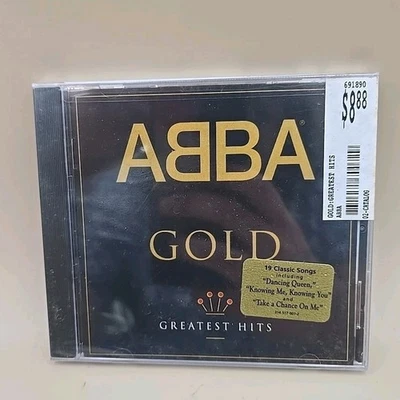 ABBA®
GOLD
GREATEST HITS
19 Classic Songs
including
"Dancing Queen,"
"Knowing Me, Knowing You"
and
"Take a Chance On Me"
691890
$8.88
GOLD:GREATEST HITS
ABBA